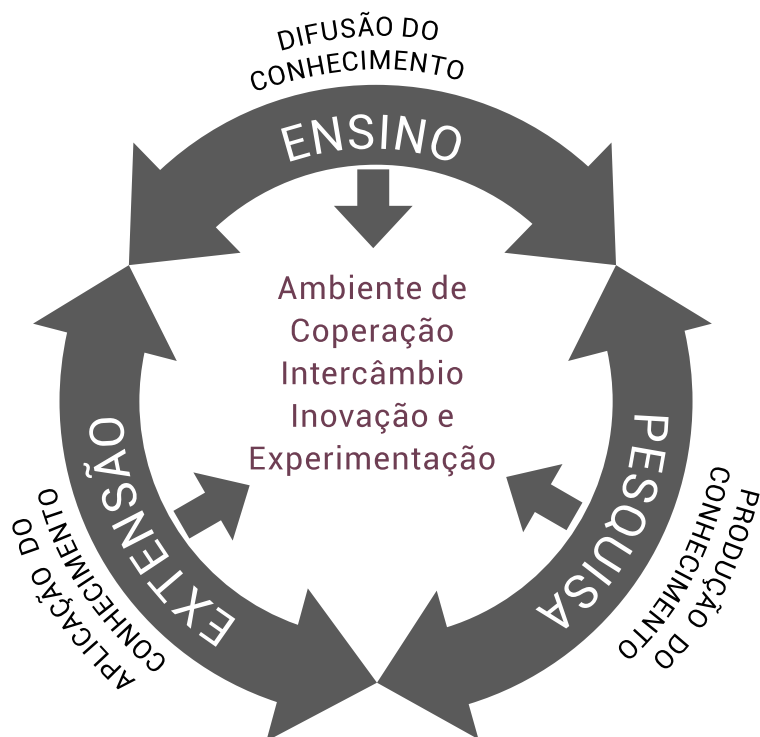 DIFUSÃO DO
CONHECIMENTO
ENSINO
Ambiente de
Coperação
Intercâmbio
Inovação e
Experimentação
EXTENSÃO
APLICAÇÃO DO
CONHECIMENTO
PESQUISA
PRODUÇÃO DO
CONHECIMENTO